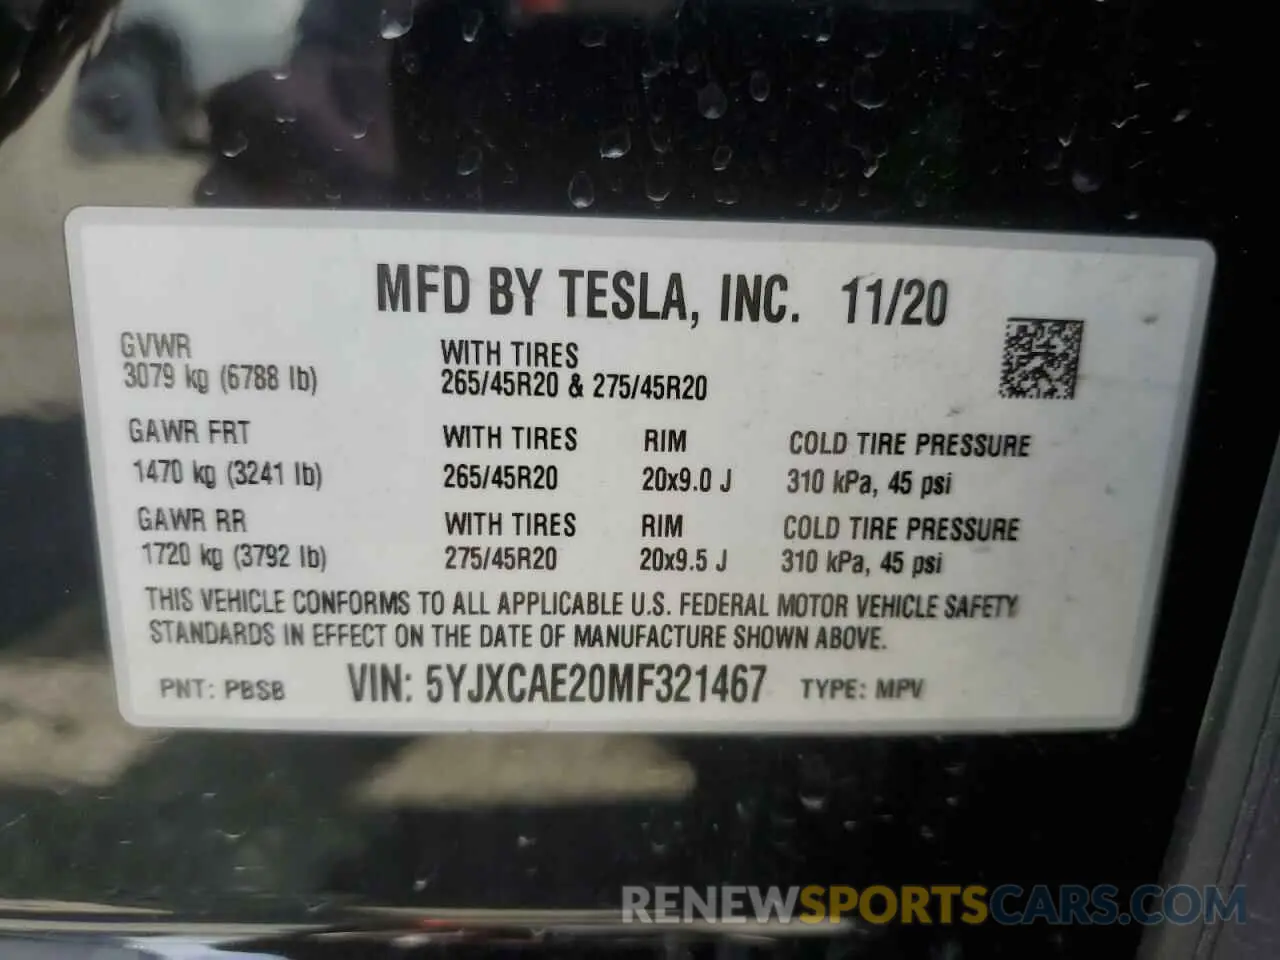 MFD BY TESLA, INC. 11/20
GVWR WITH TIRES
3079 kg (6788 lb) 265/45R20 & 275/45R20
GAWR FRT WITH TIRES RIM COLD TIRE PRESSURE
1470 kg (3241 lb) 265/45R20 20x9.0 J 310 kPa, 45 psi
GAWR RR WITH TIRES RIM COLD TIRE PRESSURE
1720 kg (3792 lb) 275/45R20 20x9.5 J 310 kPa, 45 psi
THIS VEHICLE CONFORMS TO ALL APPLICABLE U.S. FEDERAL MOTOR VEHICLE SAFETY
STANDARDS IN EFFECT ON THE DATE OF MANUFACTURE SHOWN ABOVE.
PNT: PBSB VIN: 5YJXCAE20MF321467 TYPE: MPV
RENEWSPORTSCARS.COM